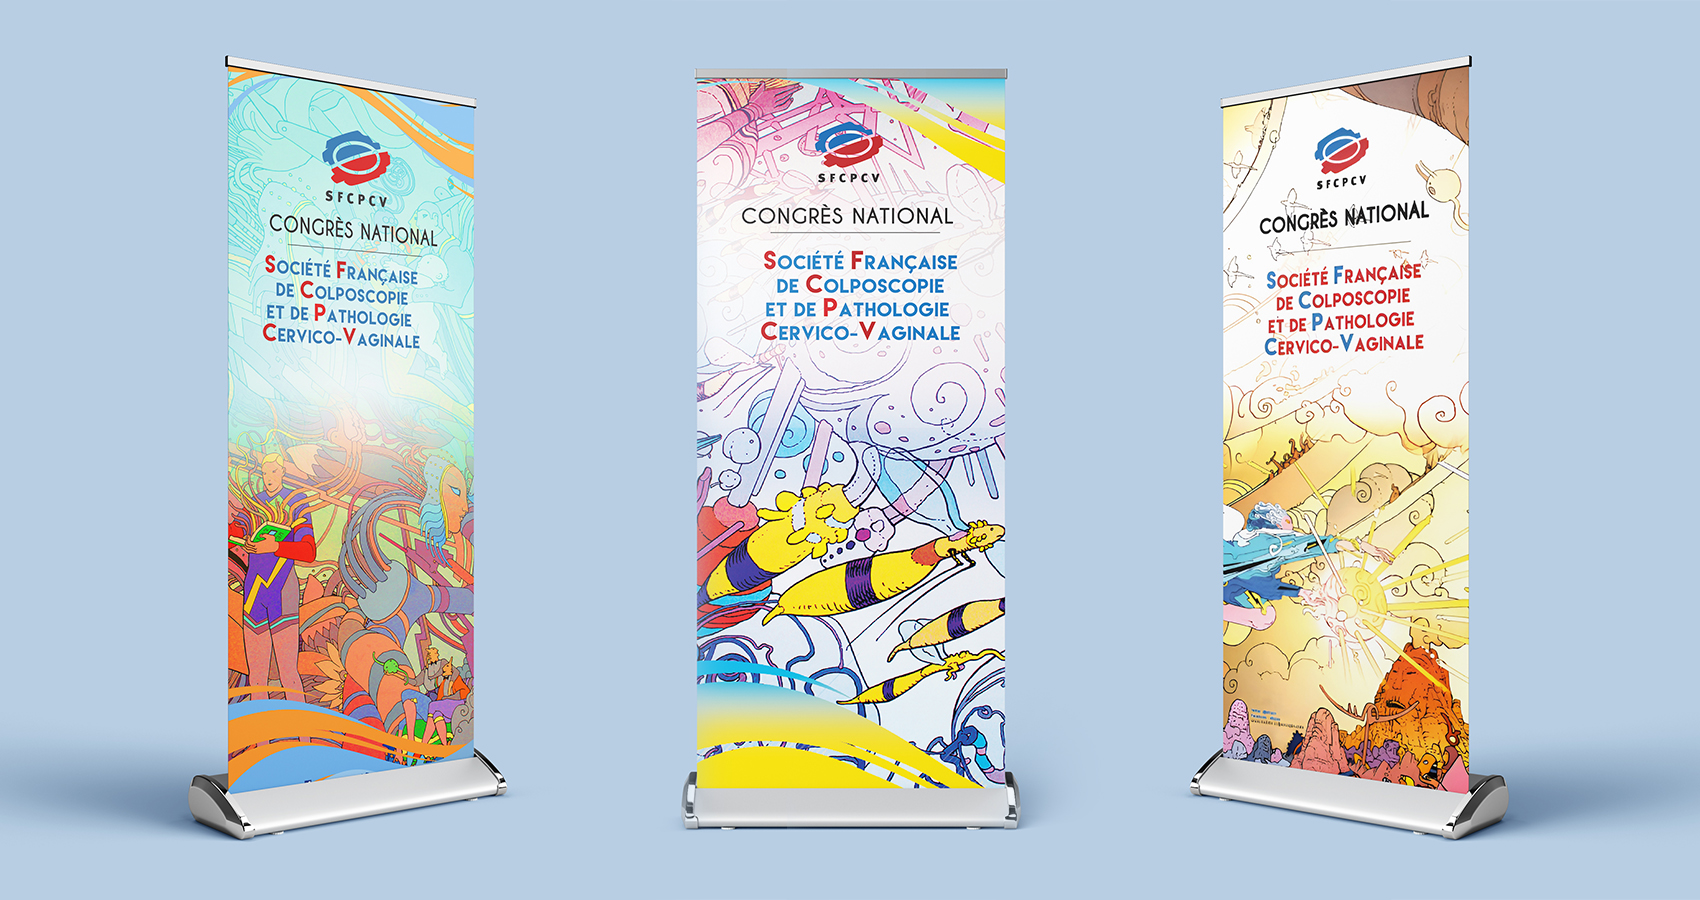 SFCPCV
CONGRÈS NATIONAL
SOCIÉTÉ FRANÇAISE
DE COLPOSCOPIE
ET DE PATHOLOGIE
CERVICO-VAGINALE
SFCPCV
CONGRÈS NATIONAL
SOCIÉTÉ FRANÇAISE
DE COLPOSCOPIE
ET DE PATHOLOGIE
CERVICO-VAGINALE
SFCPCV
CONGRÈS NATIONAL
SOCIÉTÉ FRANÇAISE
DE COLPOSCOPIE
ET DE PATHOLOGIE
CERVICO-VAGINALE